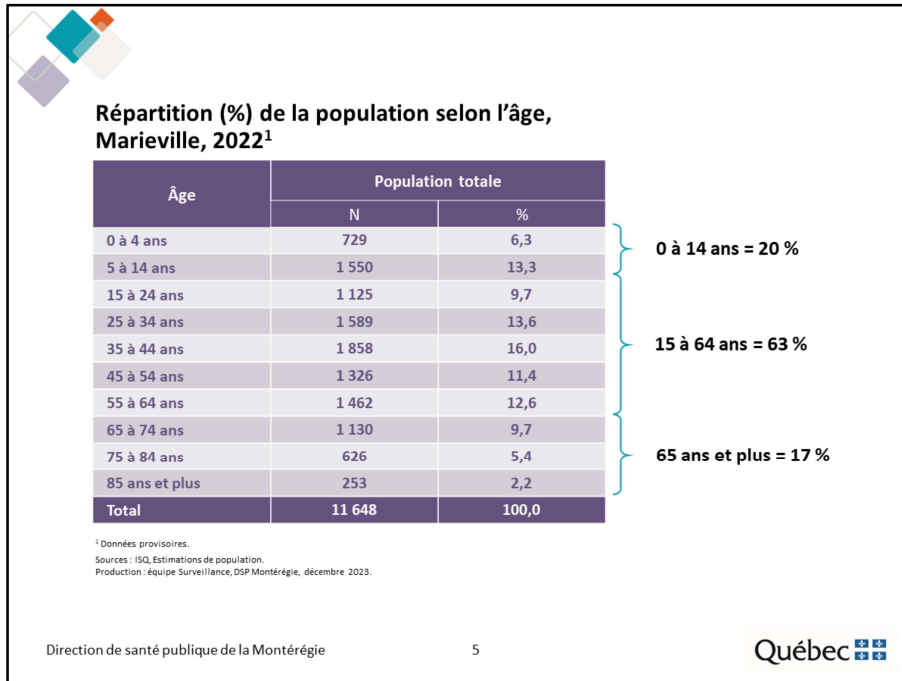 Répartition (%) de la population selon l'âge,
Marieville, 2022¹
Âge Population totale
N %
0 à 4 ans 729 6,3
5 à 14 ans 1 550 13,3
15 à 24 ans 1 125 9,7
25 à 34 ans 1 589 13,6
35 à 44 ans 1 858 16,0
45 à 54 ans 1 326 11,4
55 à 64 ans 1 462 12,6
65 à 74 ans 1 130 9,7
75 à 84 ans 626 5,4
85 ans et plus 253 2,2
Total 11 648 100,0
0 à 14 ans = 20 %
15 à 64 ans = 63 %
65 ans et plus = 17 %
¹ Données provisoires.
Sources : ISQ, Estimations de population.
Production : équipe Surveillance, DSP Montérégie, décembre 2023.
Direction de santé publique de la Montérégie 5
Québec